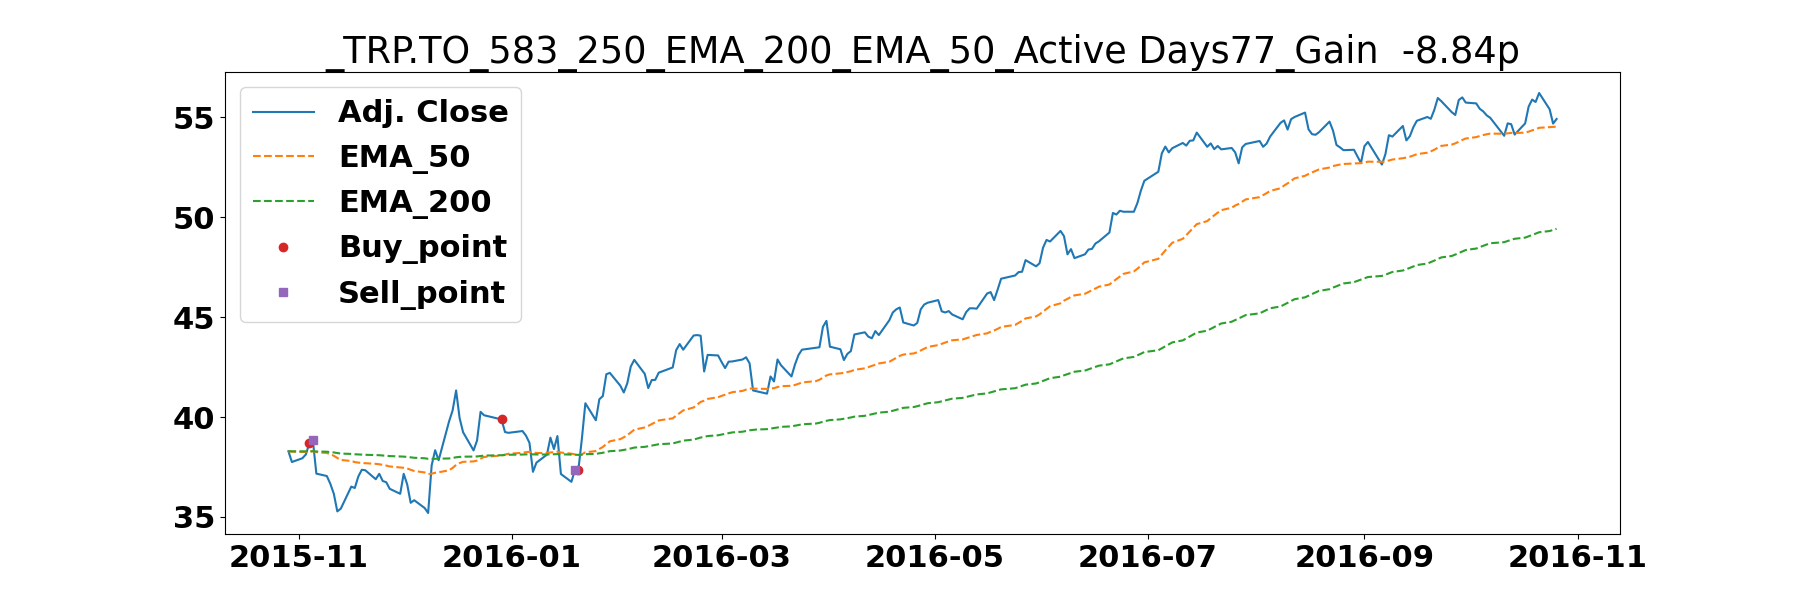 _TRP.TO_583_250_EMA_200_EMA_50_Active Days77_Gain  -8.84p
Adj. Close
EMA_50
EMA_200
Buy_point
Sell_point
55
50
45
40
35
2015-11 2016-01 2016-03 2016-05 2016-07 2016-09 2016-11